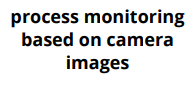 process monitoring
based on camera
images